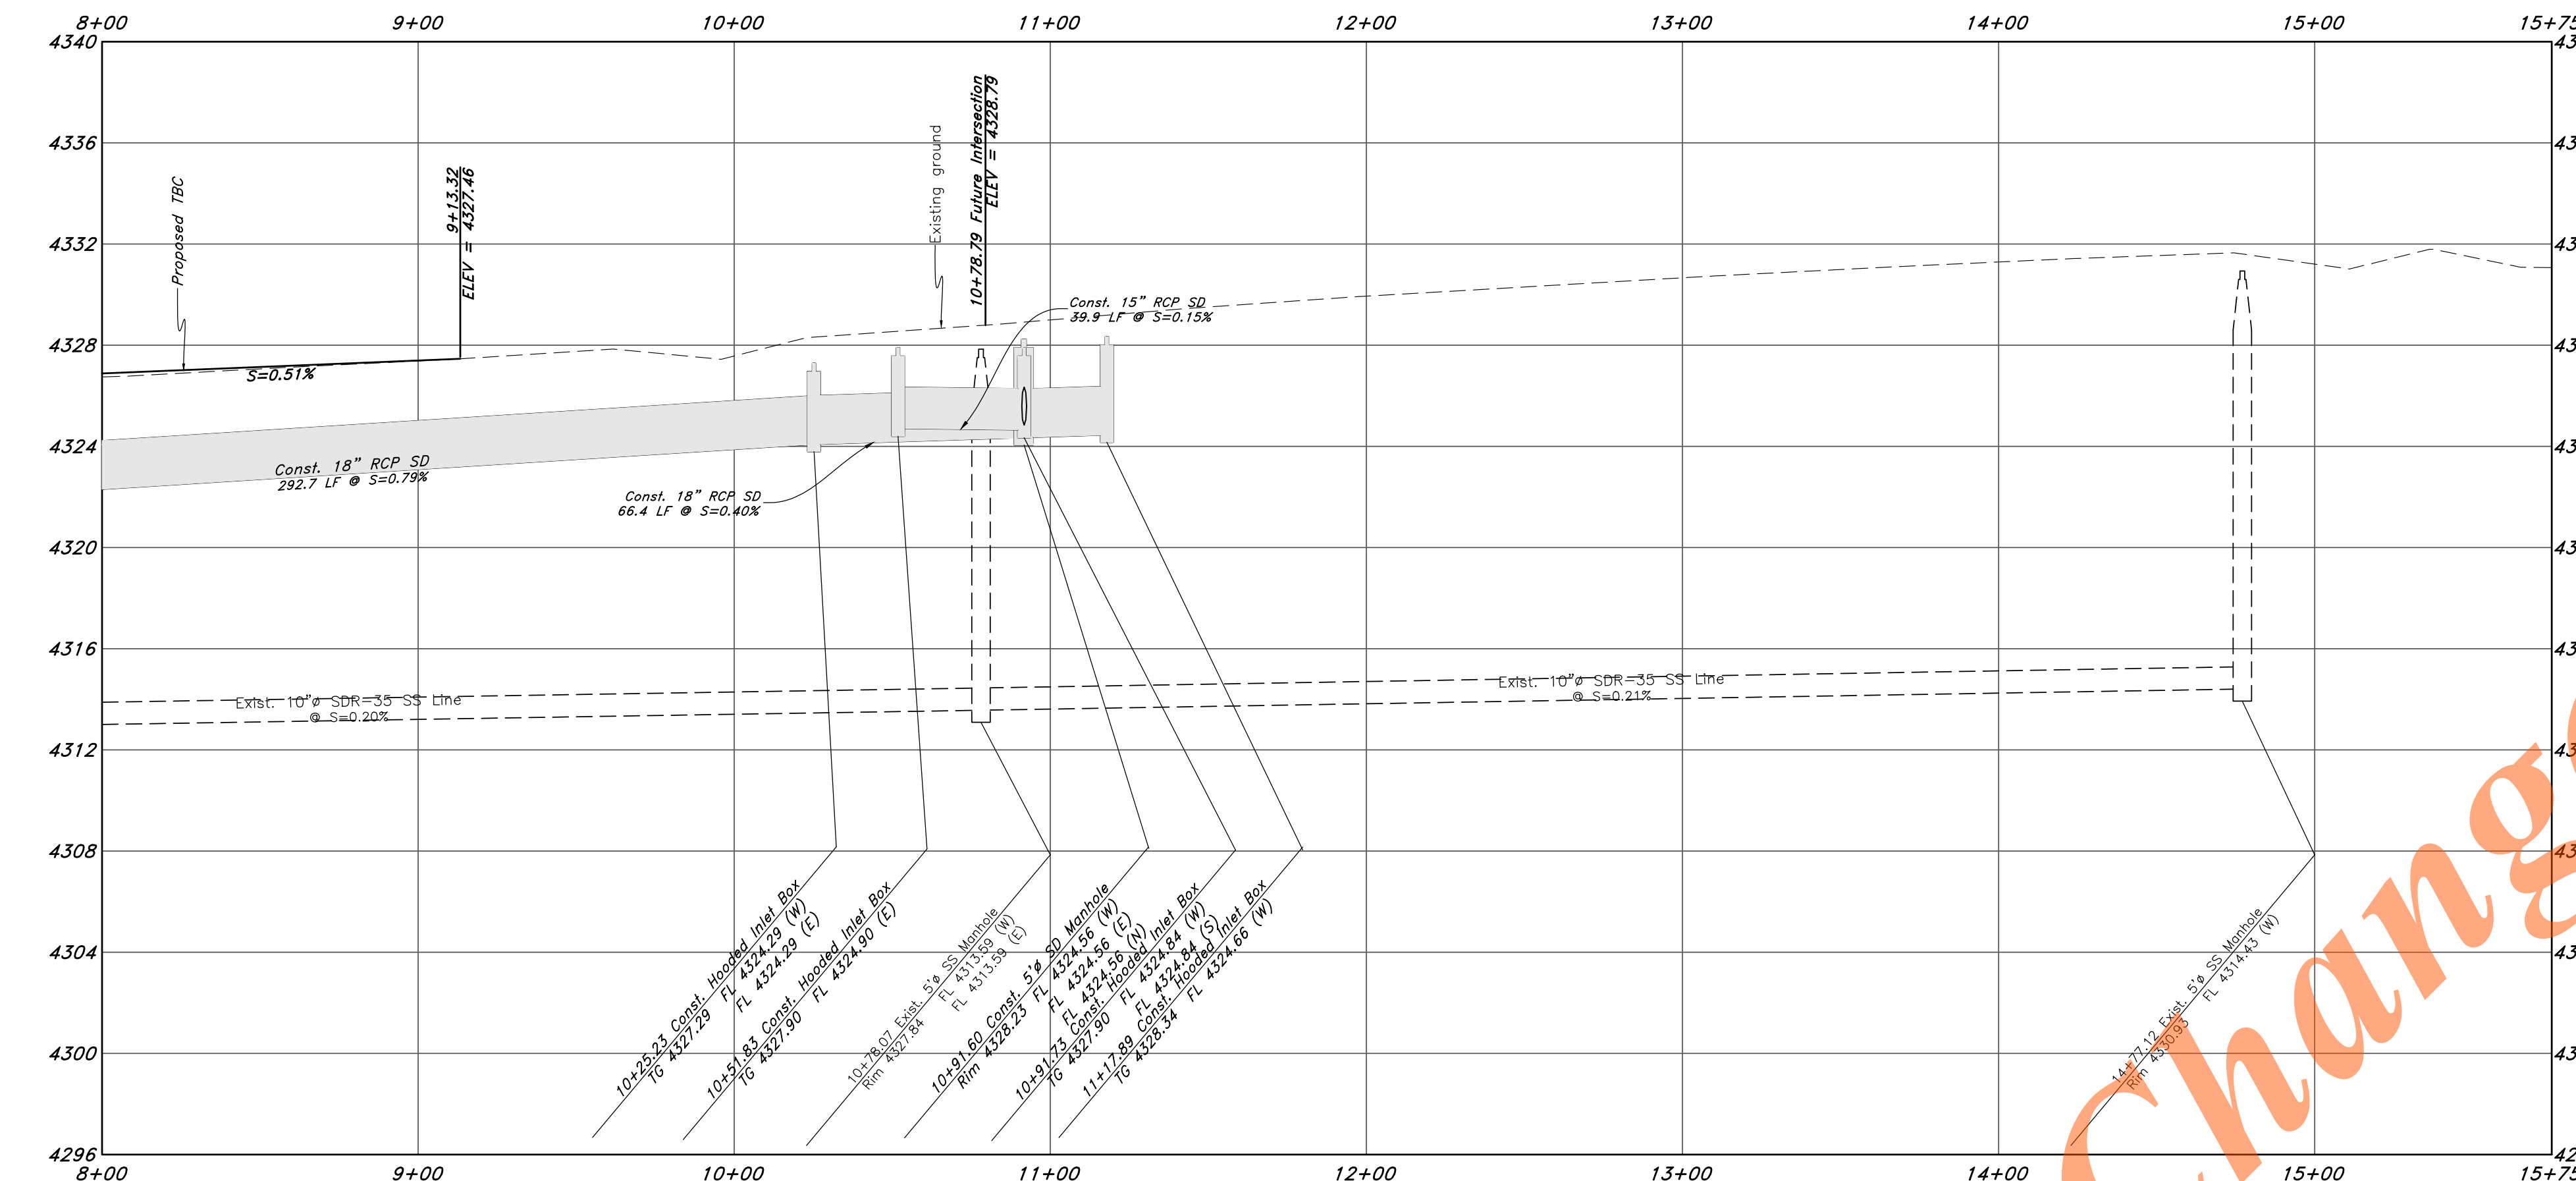 8+00 9+00 10+00 11+00 12+00 13+00 14+00 15+00 15+75
4340
4336
4332
4328
4324
4320
4316
4312
4308
4304
4300
4296
Proposed TBC
9+13.32
ELEV = 4327.46
S=0.51%
Existing ground
10+78.79 Future Intersection
ELEV = 4328.79
Const. 15" RCP SD
39.9 LF @ S=0.15%
Const. 18" RCP SD
292.7 LF @ S=0.79%
Const. 18" RCP SD
66.4 LF @ S=0.40%
Exist. 10"ø SDR-35 SS Line
@ S=0.20%
Exist. 10"ø SDR-35 SS Line
@ S=0.21%
10+25.23 Const. Hooded Inlet Box
TG 4327.29 FL 4324.29 (W)
FL 4324.29 (E)
10+51.83 Const. Hooded Inlet Box
TG 4327.90 FL 4324.90 (E)
10+78.07 Exist. 5'ø SS Manhole
Rim 4327.84 FL 4313.59 (W)
FL 4313.59 (E)
10+91.60 Const. 5'ø SD Manhole
Rim 4328.23 FL 4324.56 (W)
FL 4324.56 (E)
FL 4324.56 (N)
10+91.73 Const. Hooded Inlet Box
TG 4327.90 FL 4324.84 (W)
FL 4324.84 (S)
11+17.89 Const. Hooded Inlet Box
TG 4328.34 FL 4324.66 (W)
14+77.12 Exist. 5'ø SS Manhole
Rim 4330.93 FL 4314.43 (W)
8+00 9+00 10+00 11+00 12+00 13+00 14+00 15+00 15+75
Chang